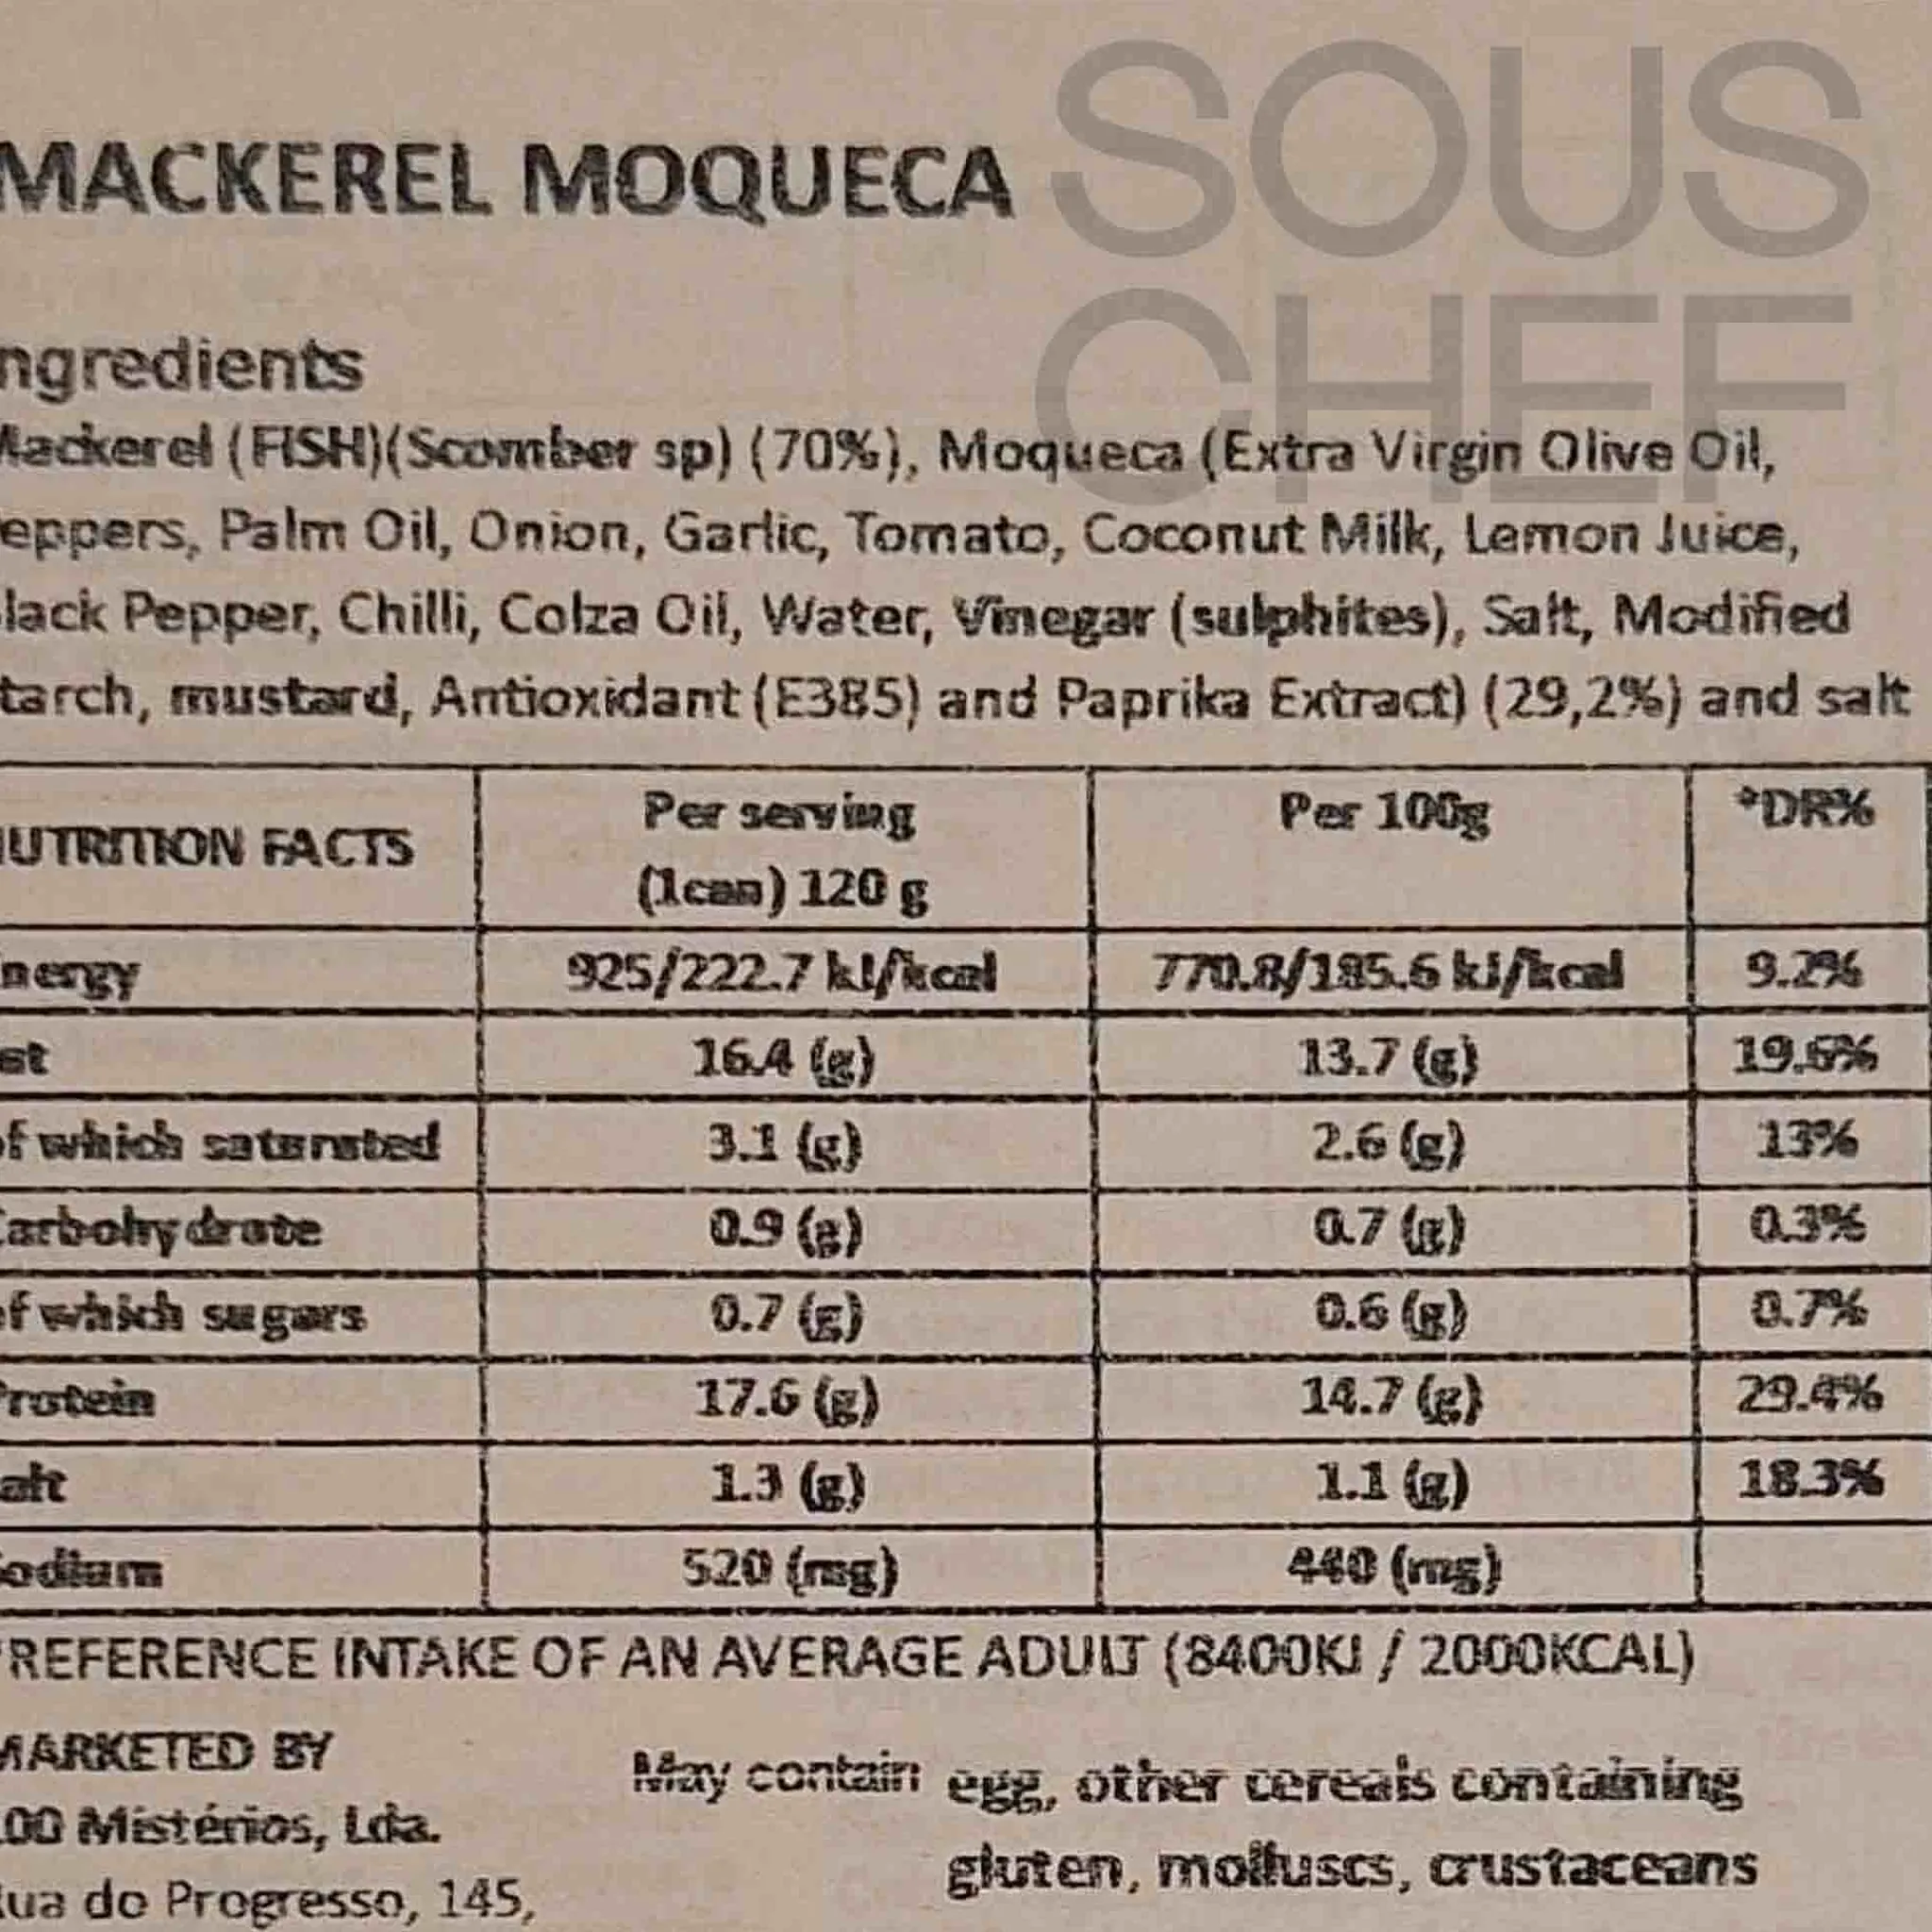 SOUS
CHEF
MACKEREL MOQUECA
ngredients
Mackerel (FISH)(Scomber sp) (70%), Moqueca (Extra Virgin Olive Oil,
eppers, Palm Oil, Onion, Garlic, Tomato, Coconut Milk, Lemon Juice,
lack Pepper, Chilli, Colza Oil, Water, Vinegar (sulphites), Salt, Modified
tarch, mustard, Antioxidant (E385) and Paprika Extract) (29,2%) and salt
NUTRITION FACTS Per serving (1can) 120 g Per 100g *DR%
nergy 925/222.7 kJ/kcal 770.8/185.6 kJ/kcal 9.2%
at 16.4 (g) 13.7 (g) 19.6%
of which saturated 3.1 (g) 2.6 (g) 13%
Carbohydrate 0.9 (g) 0.7 (g) 0.3%
of which sugars 0.7 (g) 0.6 (g) 0.7%
Protein 17.6 (g) 14.7 (g) 29.4%
alt 1.3 (g) 1.1 (g) 18.3%
odium 520 (mg) 440 (mg)
*REFERENCE INTAKE OF AN AVERAGE ADULT (8400KJ / 2000KCAL)
MARKETED BY
00 Mistérios, Lda.
Rua do Progresso, 145,
May contain egg, other cereals containing
gluten, molluscs, crustaceans